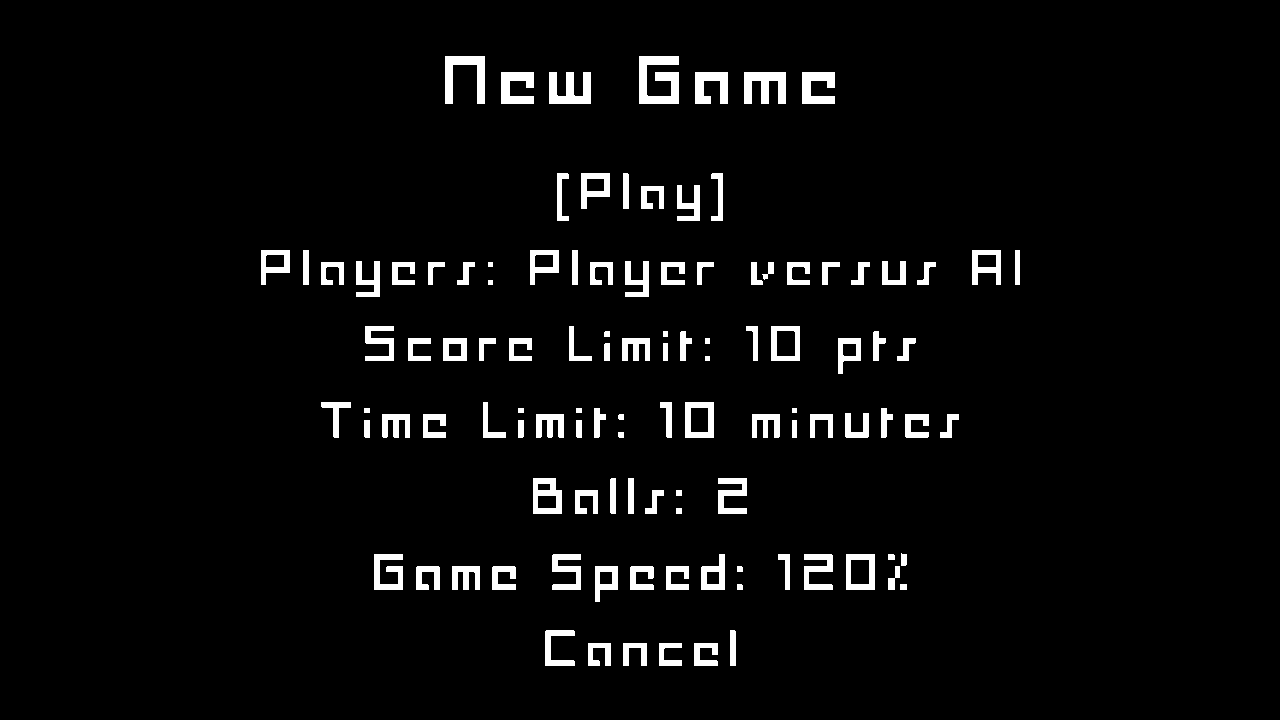 New Game
[Play]
Players: Player versus AI
Score Limit: 10 pts
Time Limit: 10 minutes
Balls: 2
Game Speed: 120%
Cancel